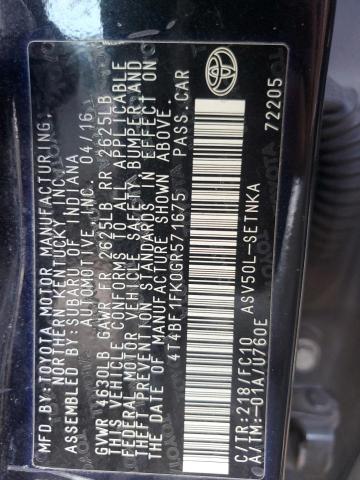 MFD.BY:TOYOTA MOTOR MANUFACTURING,
NORTHERN KENTUCKY, INC.
ASSEMBLED BY: SUBARU OF INDIANA
AUTOMOTIVE, INC. 04/16
GVWR 4630LB GAWR FR 2625LB RR 2625LB
THIS VEHICLE CONFORMS TO ALL APPLICABLE
FEDERAL MOTOR VEHICLE SAFETY, BUMPER AND
THEFT PREVENTION STANDARDS IN EFFECT ON
THE DATE OF MANUFACTURE SHOWN ABOVE.
4T4BF1FK0GR571675 PASS.CAR
C/TR:218/FC10 ASV50L-SETNKA
A/TM:-01A/U760E 72205